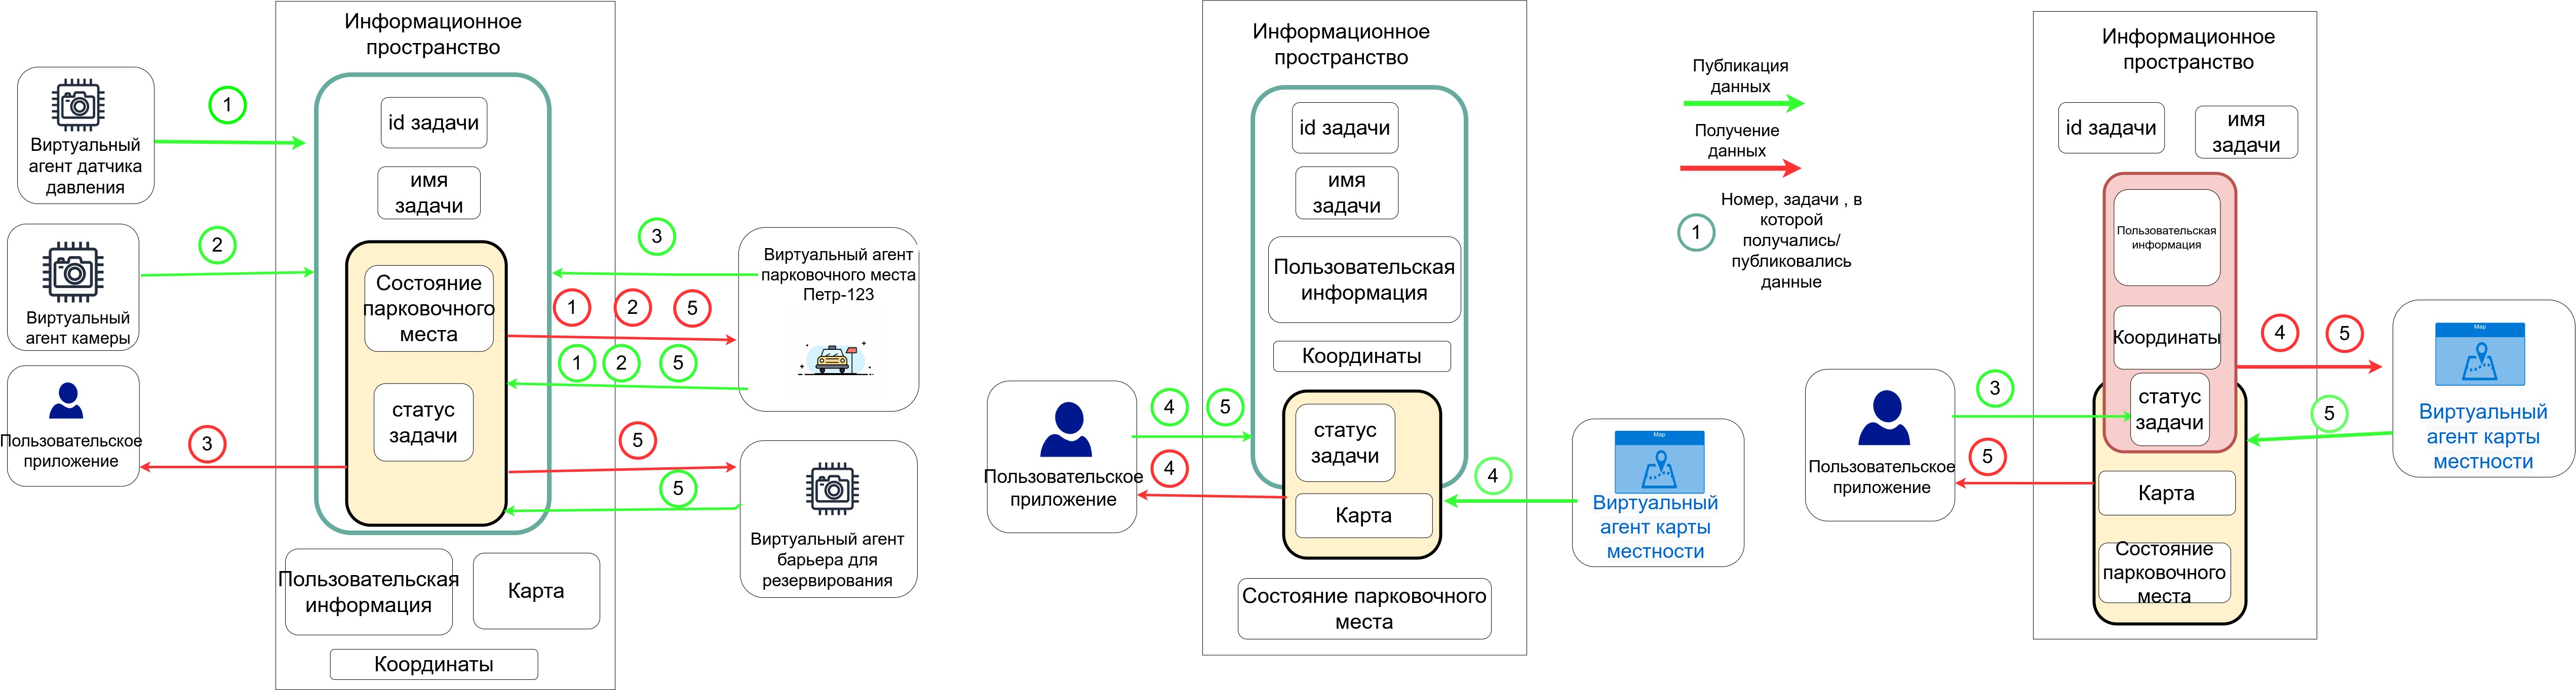 Информационное
пространство
Виртуальный
агент датчика
давления
1
id задачи
имя
задачи
2
Виртуальный
агент камеры
Состояние
парковочного
места
статус
задачи
Пользовательское
приложение
3
3
Виртуальный агент
парковочного места
Петр-123
1
2
5
1
2
5
5
5
Виртуальный агент
барьера для
резервирования
Пользовательская
информация
Карта
Координаты
Информационное
пространство
id задачи
имя
задачи
Пользовательская
информация
Координаты
статус
задачи
Карта
Состояние парковочного
места
Пользовательское
приложение
4
5
4
4
Map
Виртуальный
агент карты
местности
Публикация
данных
Получение
данных
1
Номер, задачи , в
которой
получались/
публиковались
данные
Информационное
пространство
id задачи
имя
задачи
Пользовательская
информация
Координаты
статус
задачи
Карта
Состояние
парковочного
места
Пользовательское
приложение
3
5
4
5
5
Map
Виртуальный
агент карты
местности